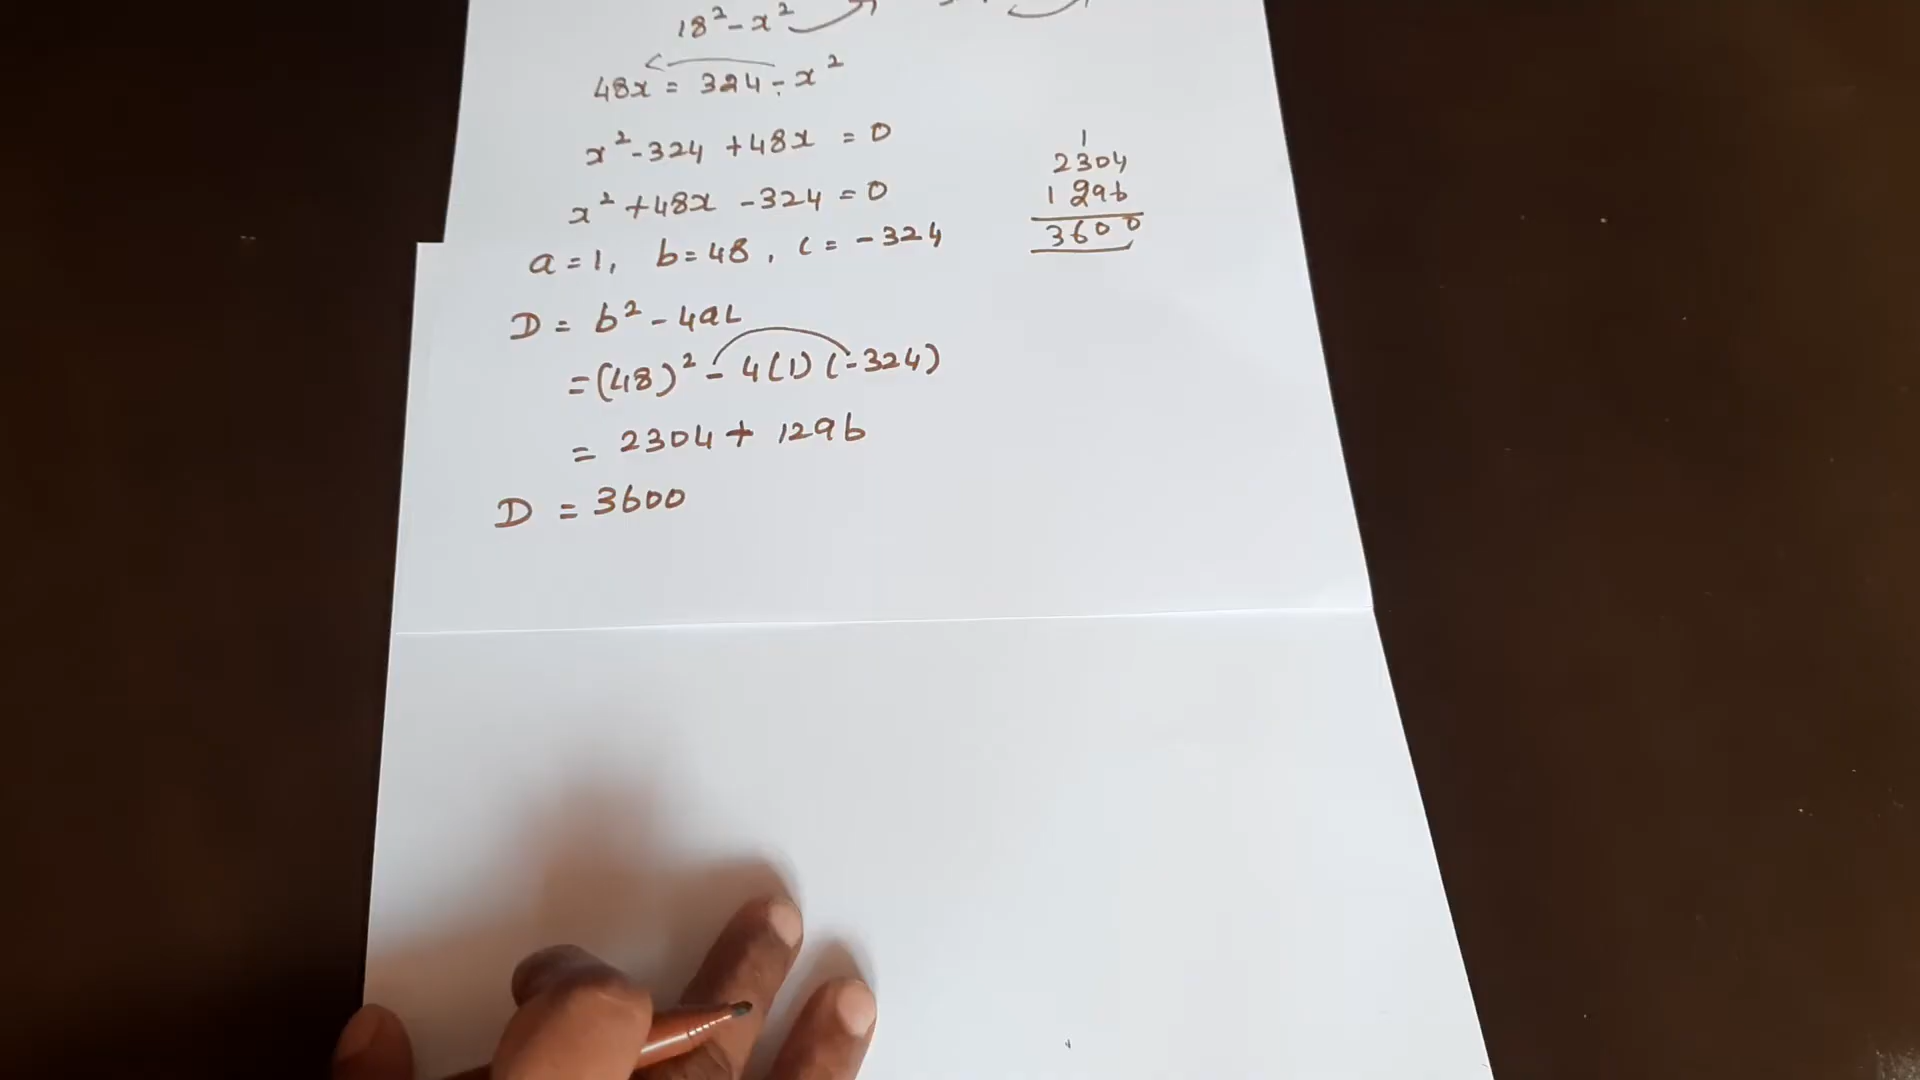 18² - x²
48x = 324 - x²
x² - 324 + 48x = 0
x² + 48x - 324 = 0
a = 1, b = 48, c = -324
D = b² - 4ac
= (48)² - 4(1)(-324)
= 2304 + 1296
D = 3600
1
2304
1296
3600